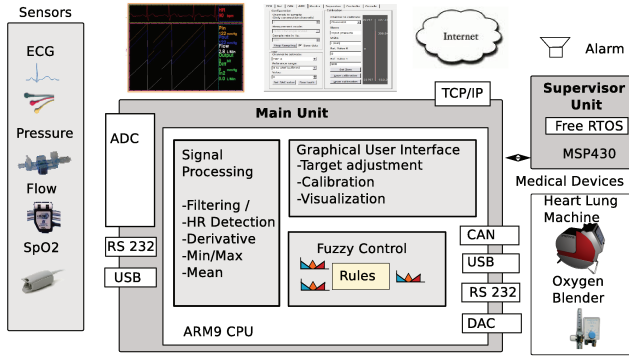 Sensors
ECG
Pressure
Flow
SpO2
HR
Flow
Internet
Alarm
TCP/IP
Main Unit
ADC
RS 232
USB
Signal
Processing
-Filtering /
-HR Detection
-Derivative
-Min/Max
-Mean
Graphical User Interface
-Target adjustment
-Calibration
-Visualization
Fuzzy Control
Rules
ARM9 CPU
CAN
USB
RS 232
DAC
Supervisor
Unit
Free RTOS
MSP430
Medical Devices
Heart Lung
Machine
Oxygen
Blender